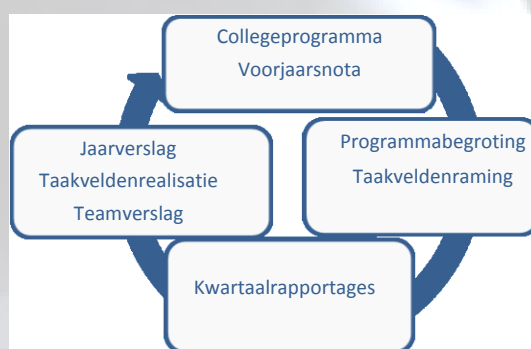 Collegeprogramma
Voorjaarsnota
Programmabegroting
Taakveldenraming
Kwartaalrapportages
Jaarverslag
Taakveldenrealisatie
Teamverslag